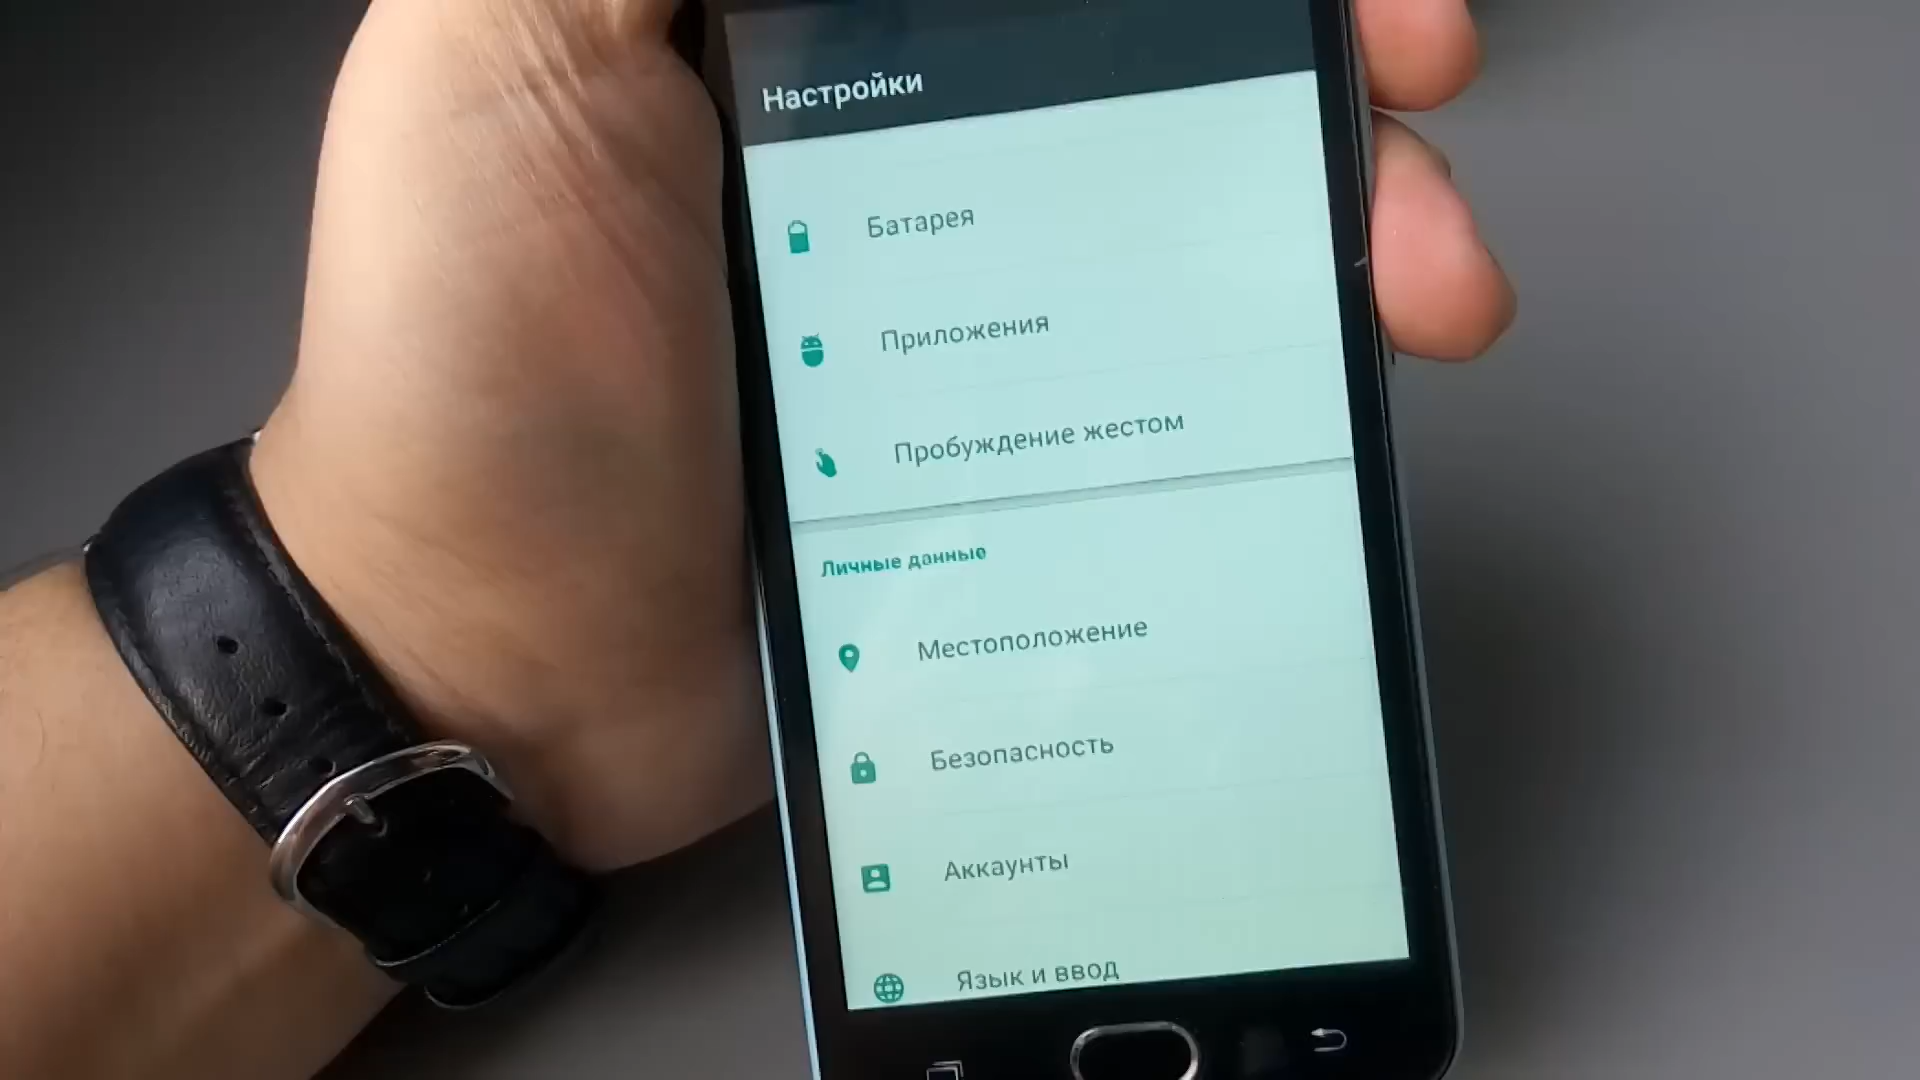 Настройки
Батарея
Приложения
Пробуждение жестом
Личные данные
Местоположение
Безопасность
Аккаунты
Язык и ввод